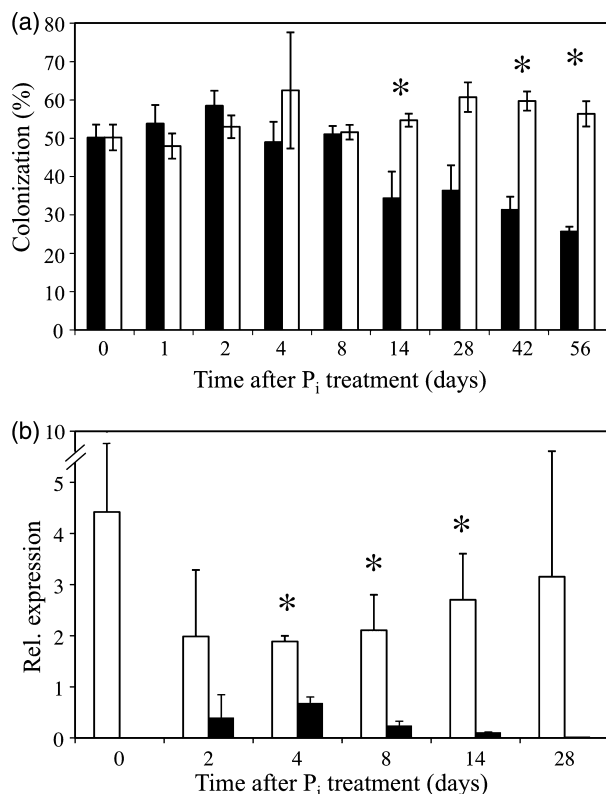 (a)
80
70
60
50
40
30
20
10
0
Colonization (%)
* * *
0 1 2 4 8 14 28 42 56
Time after Pi treatment (days)
(b)
10
5
4
3
2
1
0
Rel. expression
* * *
0 2 4 8 14 28
Time after Pi treatment (days)